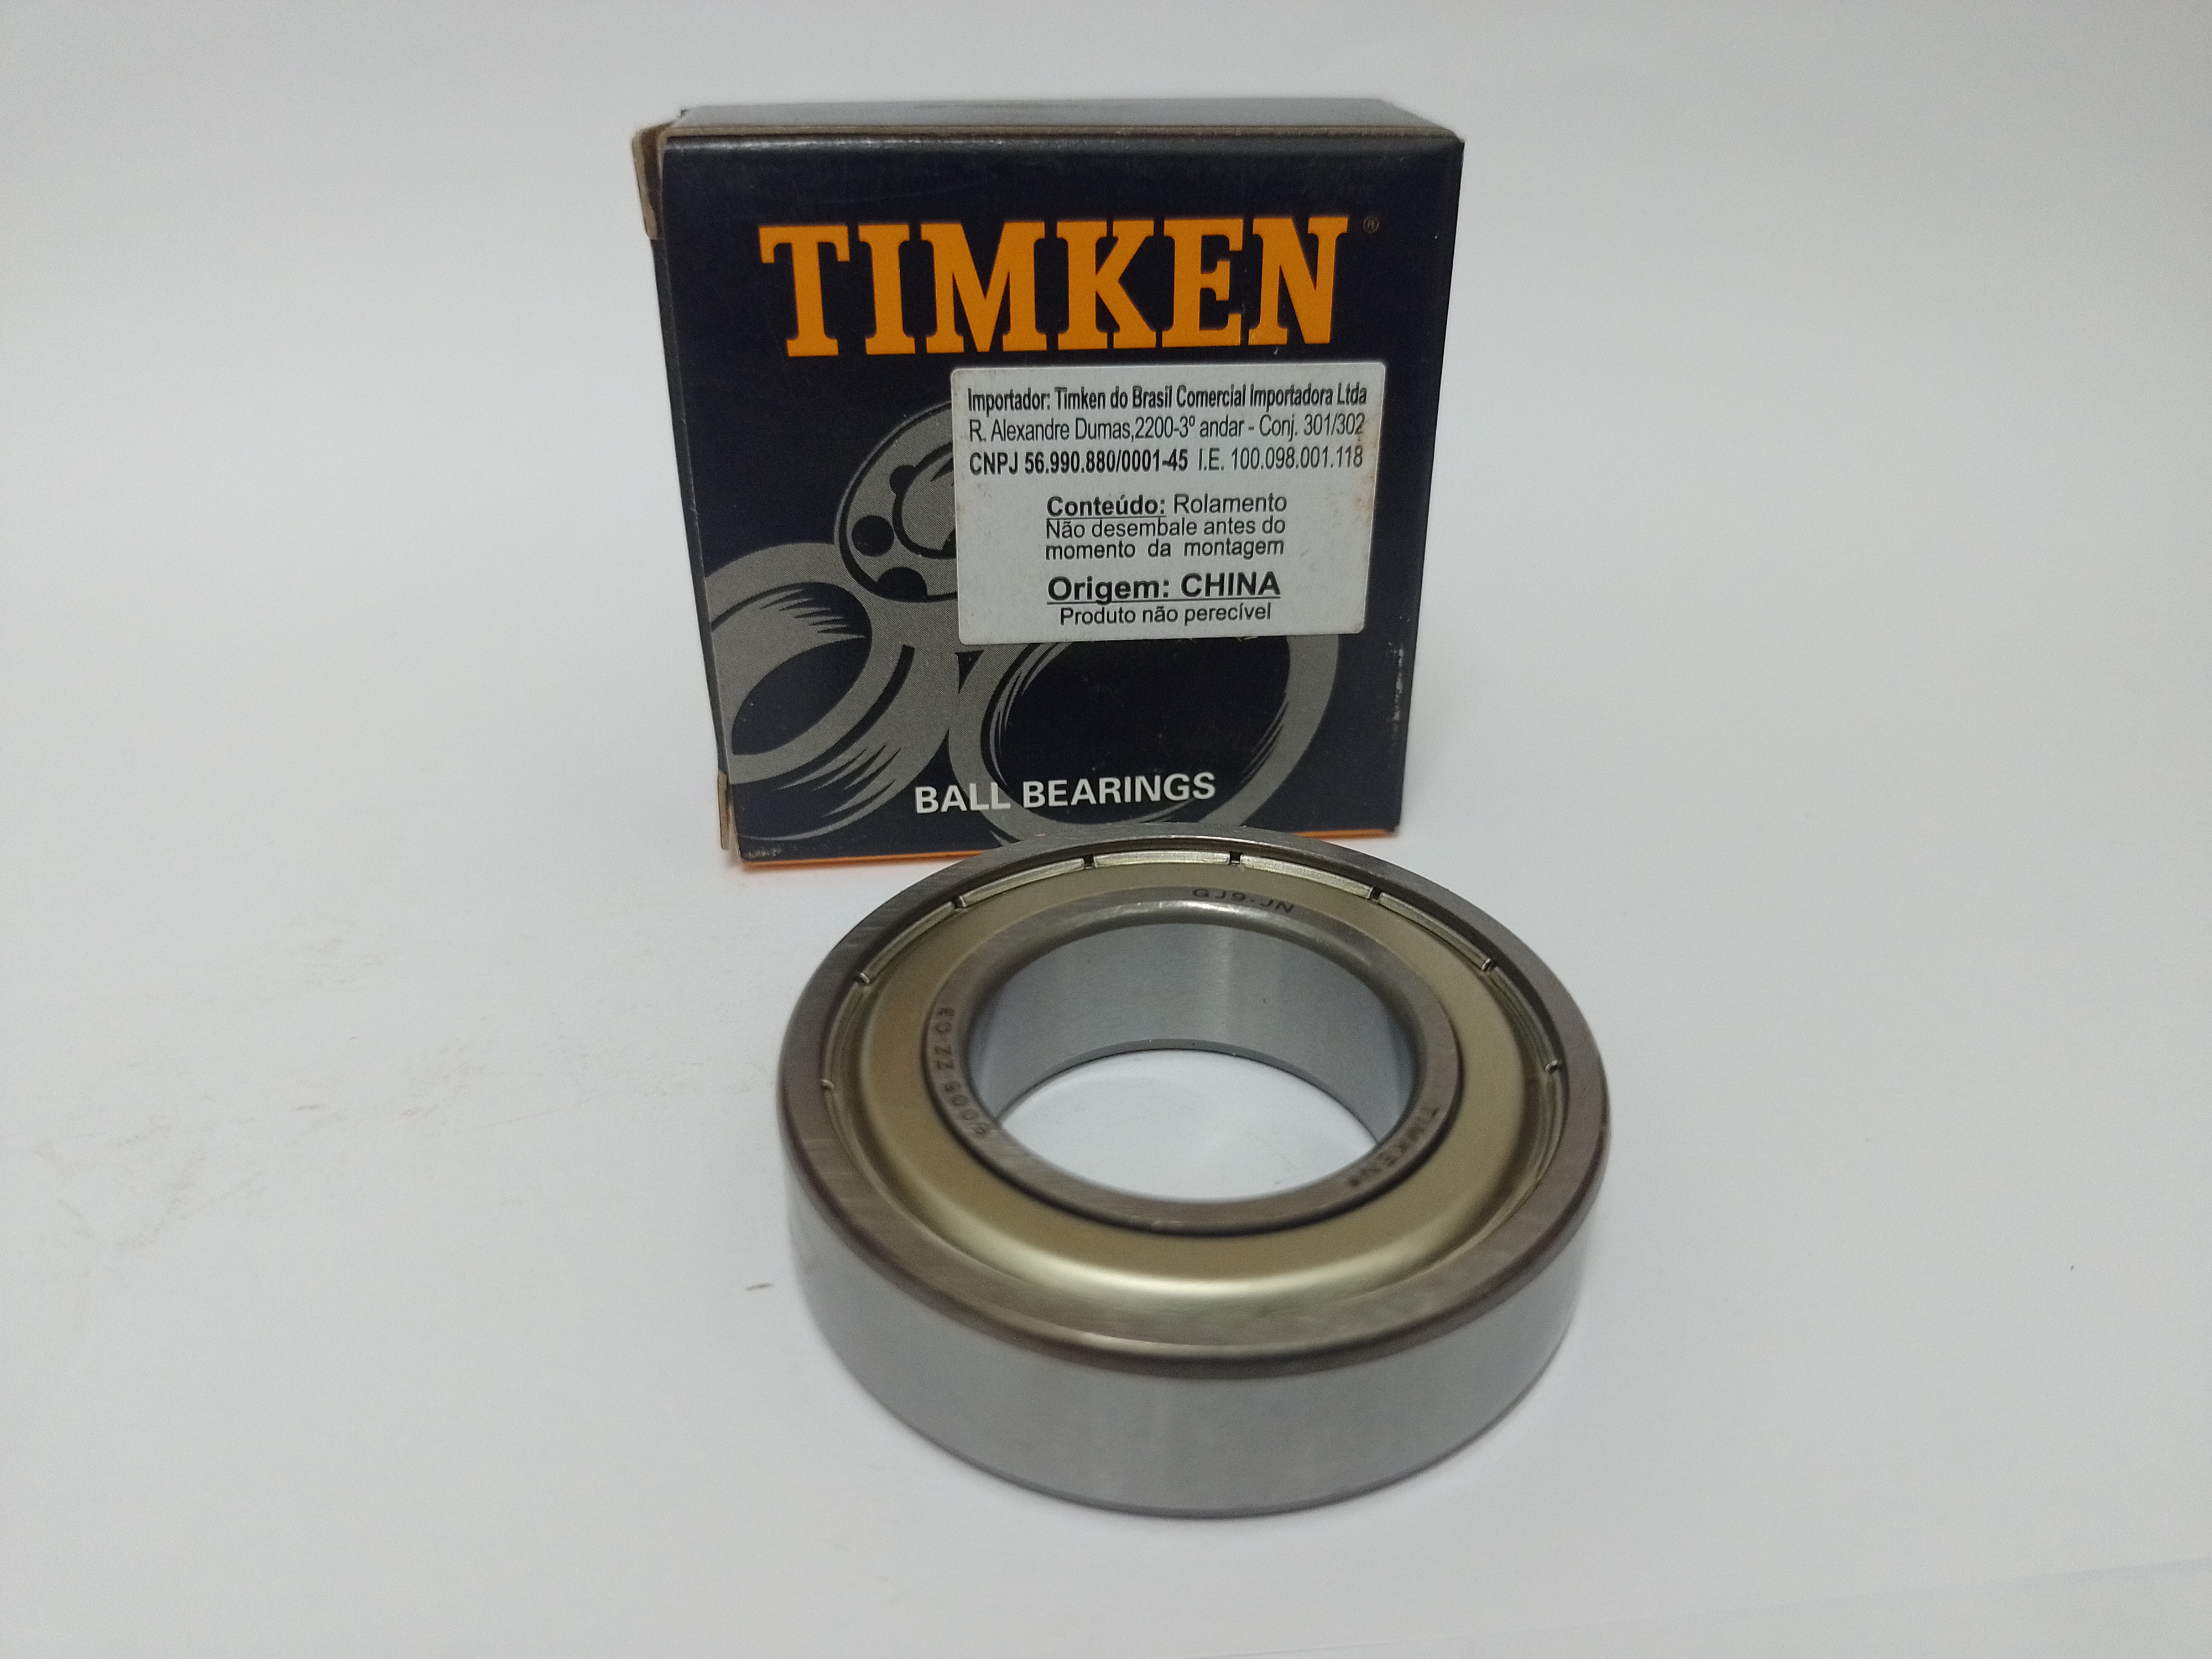 TIMKEN®
Importador: Timken do Brasil Comercial Importadora Ltda
R. Alexandre Dumas,2200-3º andar - Conj. 301/302
CNPJ 56.990.880/0001-45 I.E. 100.098.001.118
Conteúdo: Rolamento
Não desembale antes do
momento da montagem
Origem: CHINA
Produto não perecível
BALL BEARINGS
GJ9-JN
ZZ-C3
TIMKEN®